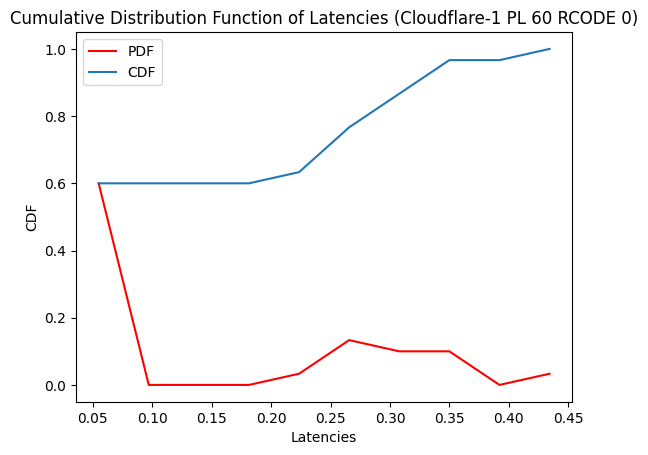 Cumulative Distribution Function of Latencies (Cloudflare-1 PL 60 RCODE 0)
PDF
CDF
1.0
0.8
0.6
0.4
0.2
0.0
CDF
0.05 0.10 0.15 0.20 0.25 0.30 0.35 0.40 0.45
Latencies